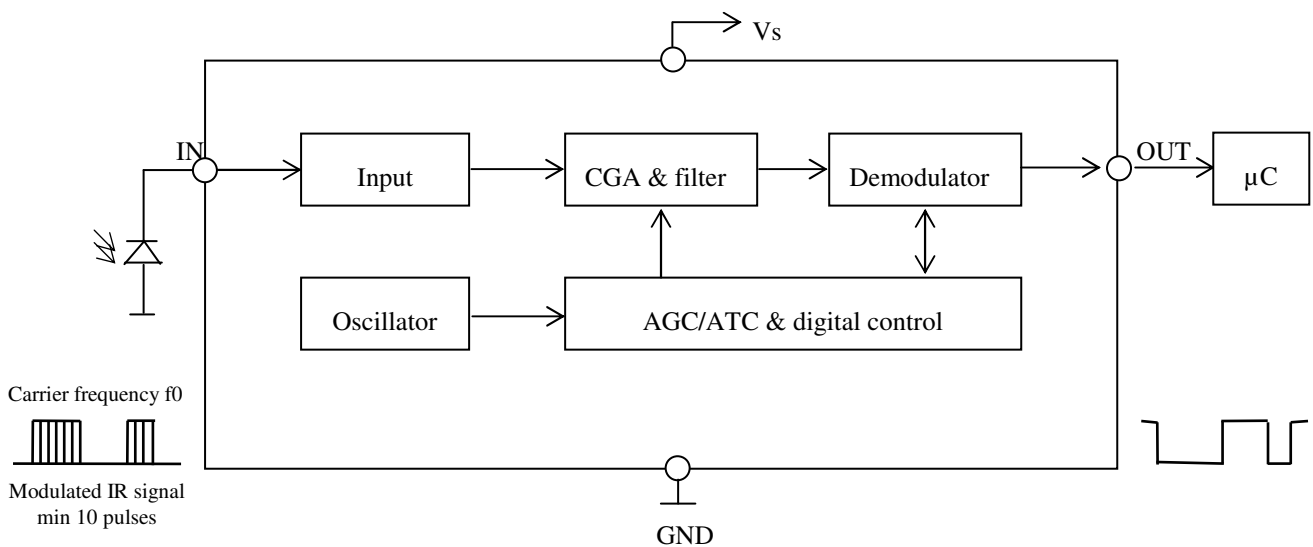 Vs
IN
OUT
Input
CGA & filter
Demodulator
µC
Oscillator
AGC/ATC & digital control
Carrier frequency f0
Modulated IR signal
min 10 pulses
GND